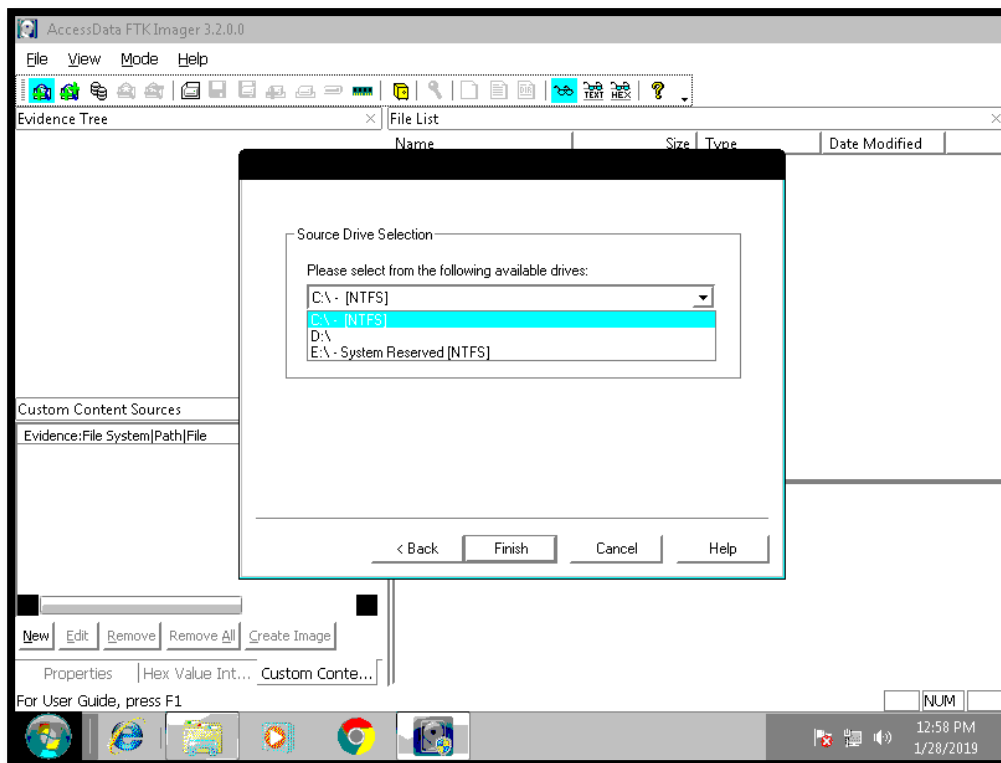 AccessData FTK Imager 3.2.0.0
File View Mode Help
TEXT HEX
Evidence Tree
File List
Name Size Type Date Modified
Source Drive Selection
Please select from the following available drives:
C:\ - [NTFS]
C:\ - [NTFS]
D:\
E:\ - System Reserved [NTFS]
Custom Content Sources
Evidence:File System|Path|File
< Back Finish Cancel Help
New Edit Remove Remove All Create Image
Properties Hex Value Int... Custom Conte...
For User Guide, press F1
NUM
12:58 PM
1/28/2019